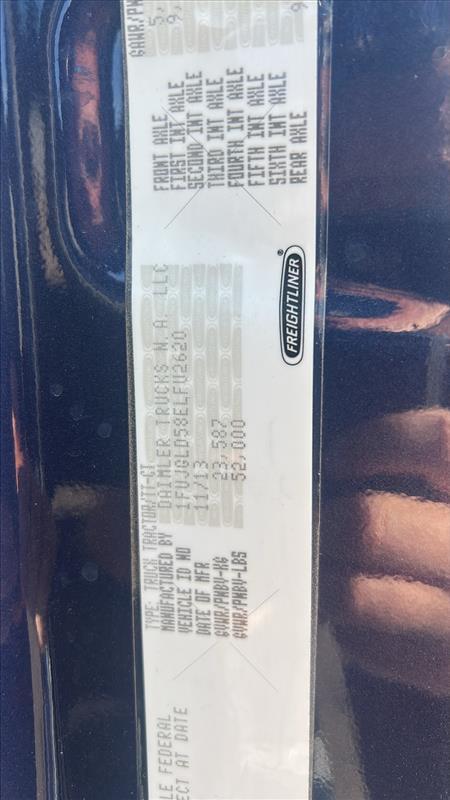 LE FEDERAL
ECT AT DATE
TYPE: TRUCK TRACTOR/TT-CT
MANUFACTURED BY DAIMLER TRUCKS N.A. LLC
VEHICLE ID NO 1FUJGLD58ELFU2620
DATE OF MFR 11/13
GVWR/PNBV-KG 23,587
GVWR/PNBV-LBS 52,000
FREIGHTLINER®
GAWR/PN
FRONT AXLE 5,
FIRST INT AXLE 9,
SECOND INT AXLE
THIRD INT AXLE
FOURTH INT AXLE
FIFTH INT AXLE
SIXTH INT AXLE
REAR AXLE 9